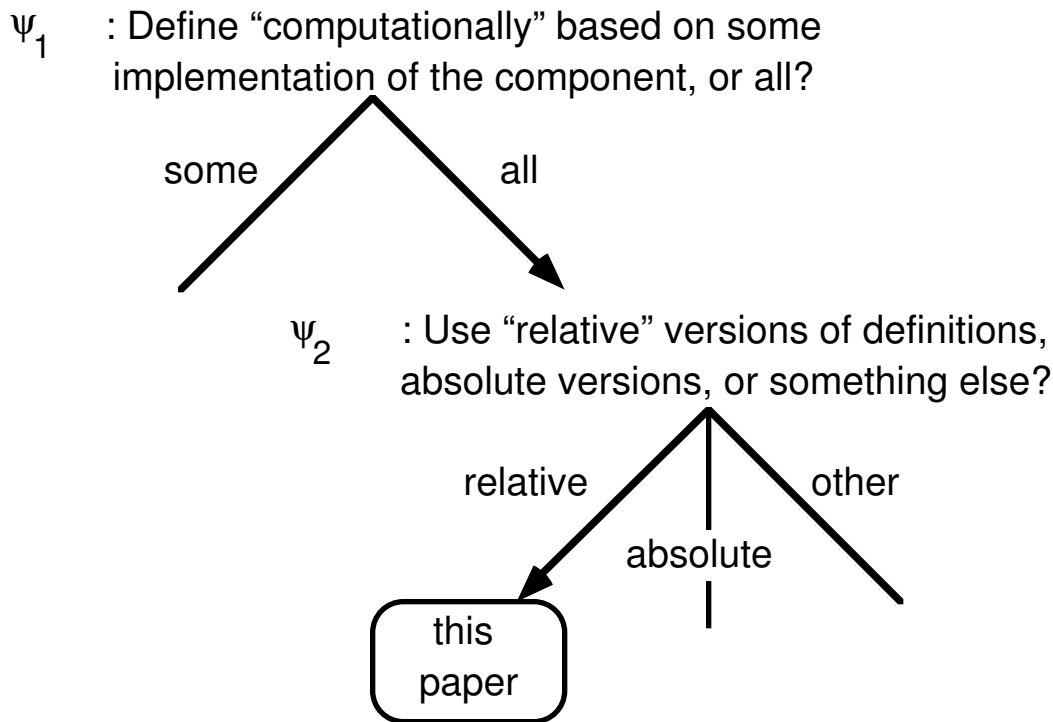 ψ1 : Define “computationally” based on some
implementation of the component, or all?
some all
ψ2 : Use “relative” versions of definitions,
absolute versions, or something else?
relative other
absolute
this
paper